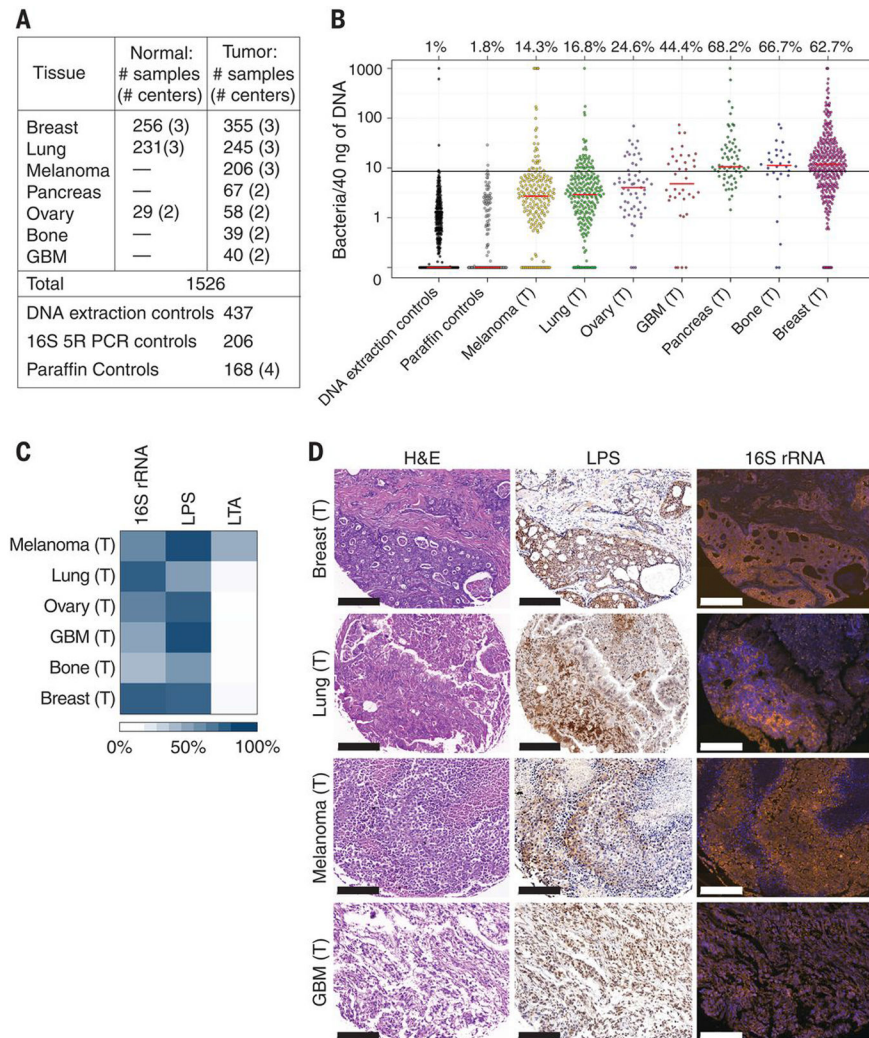 A
Tissue
Normal:
# samples
(# centers)
Tumor:
# samples
(# centers)
Breast 256 (3) 355 (3)
Lung 231(3) 245 (3)
Melanoma — 206 (3)
Pancreas — 67 (2)
Ovary 29 (2) 58 (2)
Bone — 39 (2)
GBM — 40 (2)
Total 1526
DNA extraction controls 437
16S 5R PCR controls 206
Paraffin Controls 168 (4)
B
1% 1.8% 14.3% 16.8% 24.6% 44.4% 68.2% 66.7% 62.7%
Bacteria/40 ng of DNA
1000
100
10
1
0
DNA extraction controls
Paraffin controls
Melanoma (T)
Lung (T)
Ovary (T)
GBM (T)
Pancreas (T)
Bone (T)
Breast (T)
C
16S rRNA
LPS
LTA
Melanoma (T)
Lung (T)
Ovary (T)
GBM (T)
Bone (T)
Breast (T)
0% 50% 100%
D
H&E LPS 16S rRNA
Breast (T)
Lung (T)
Melanoma (T)
GBM (T)